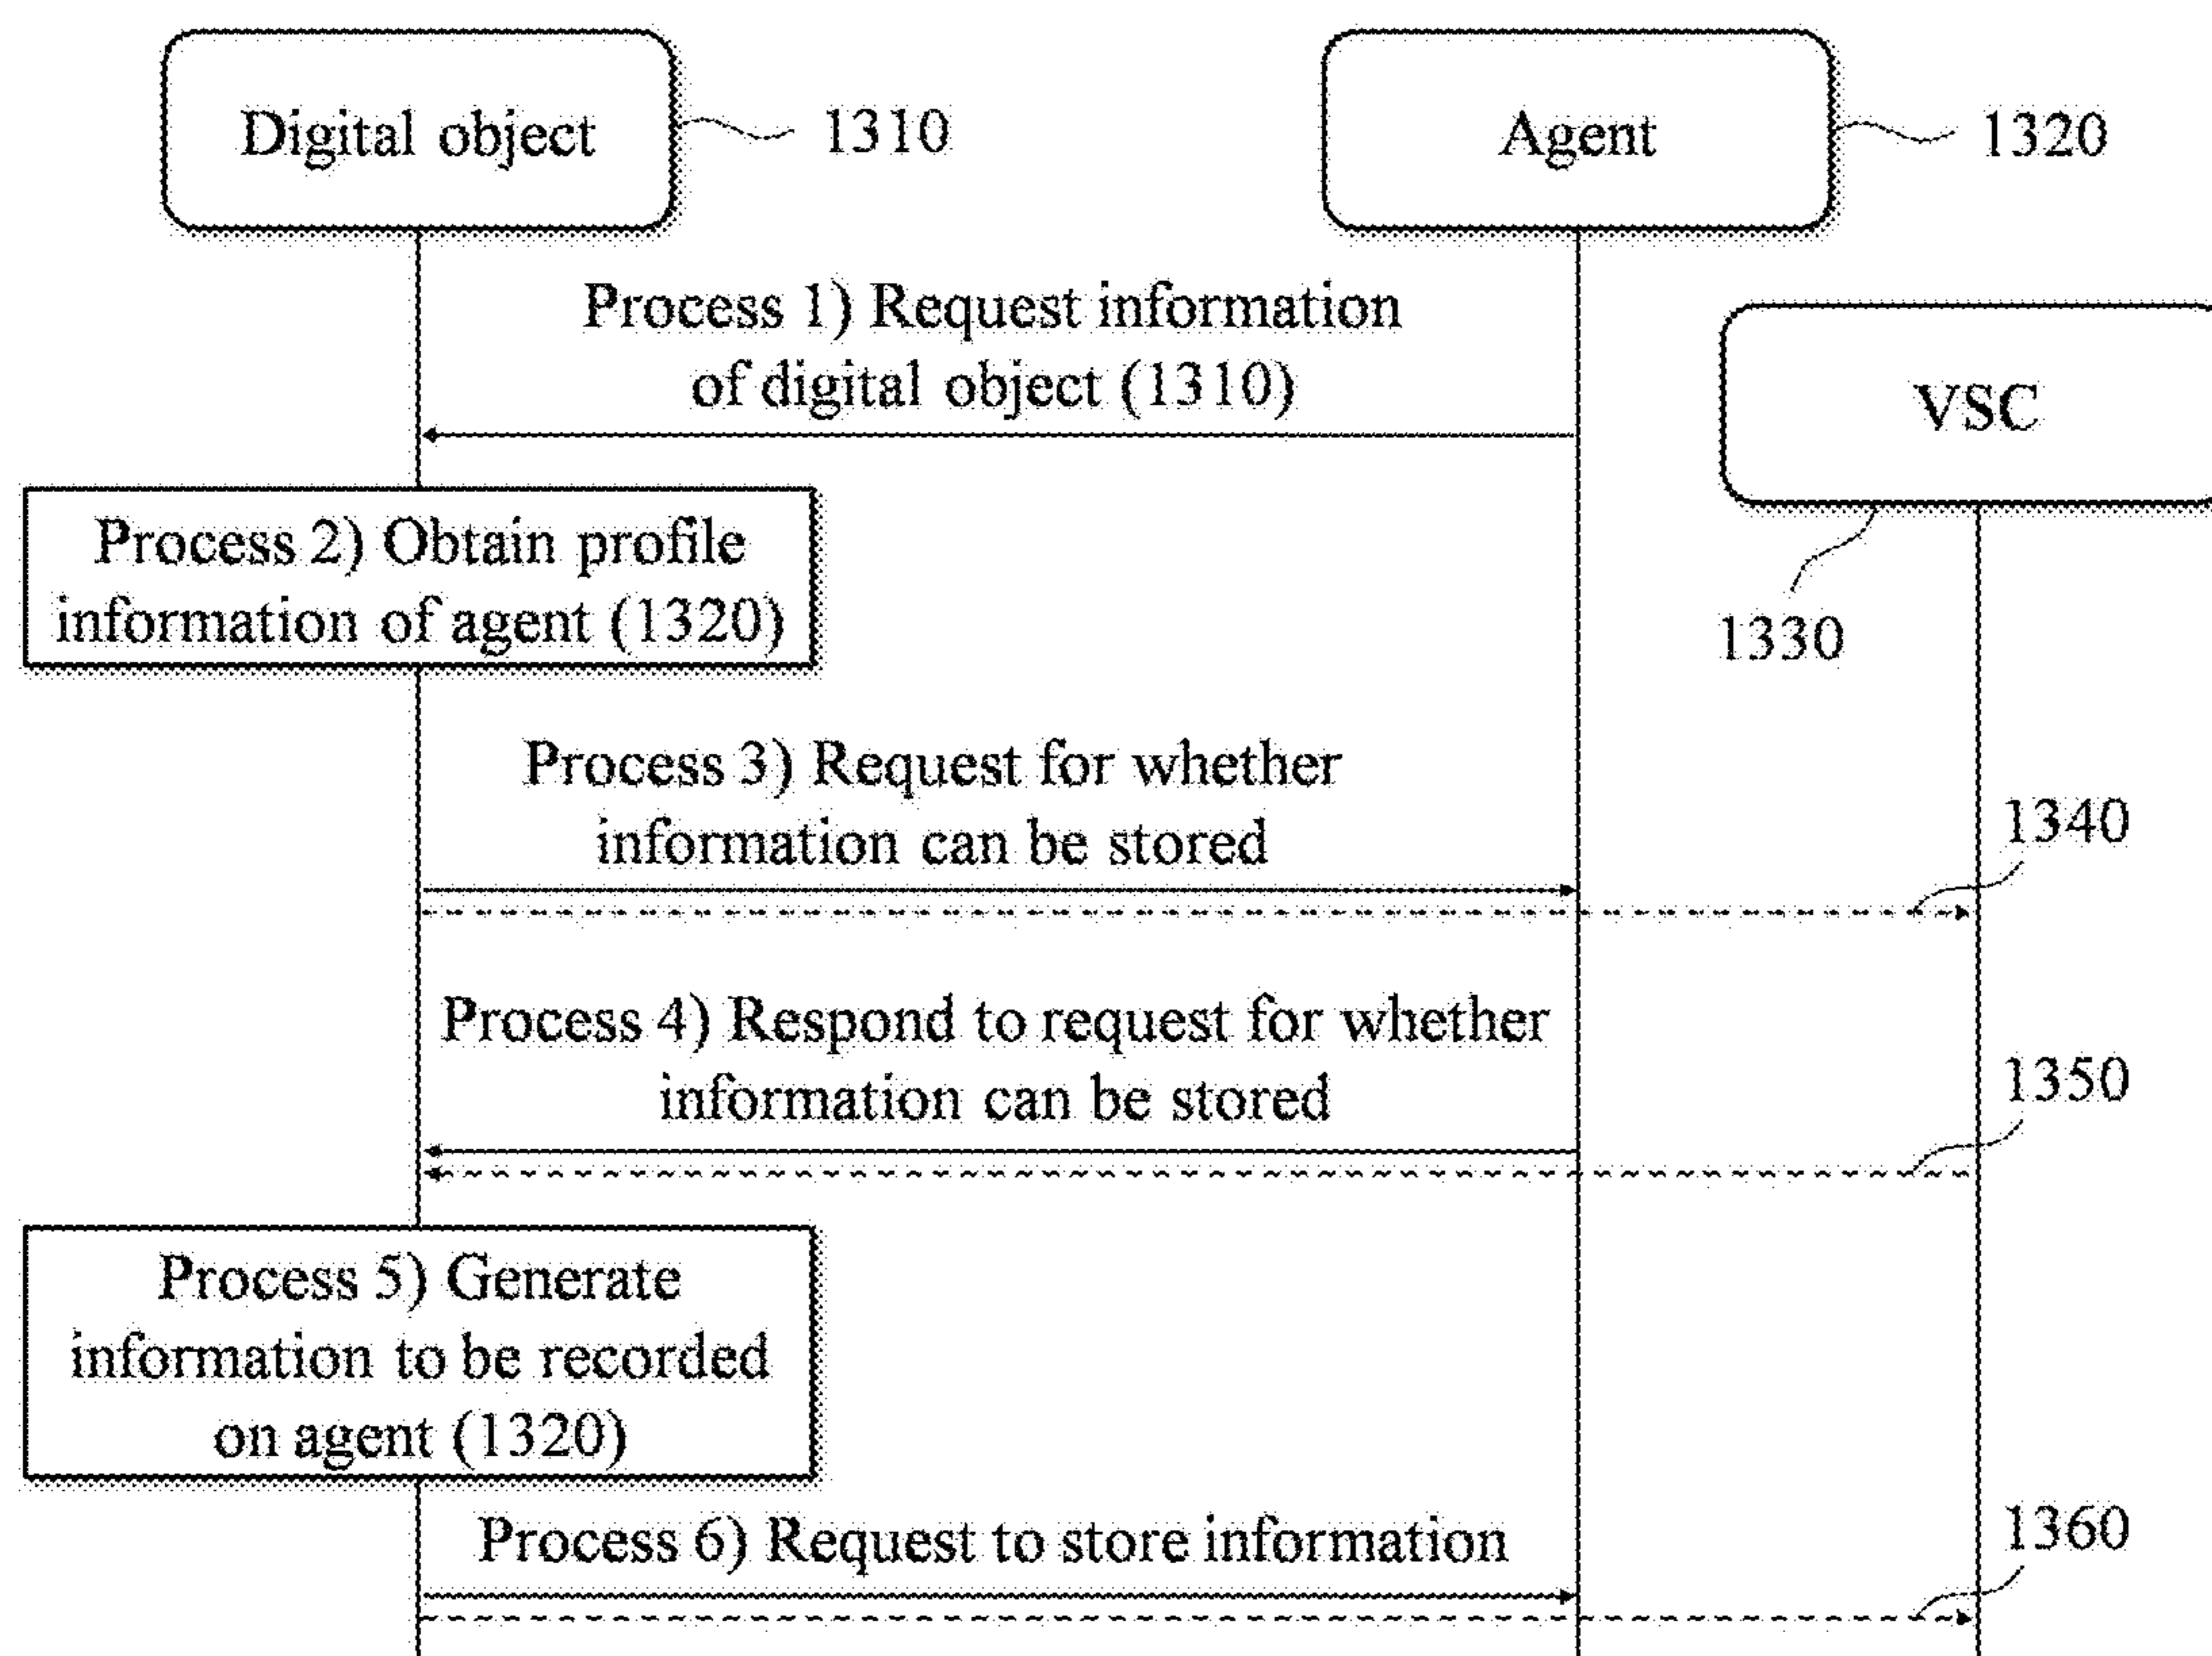 Digital object
1310
Agent
1320
Process 1) Request information
of digital object (1310)
VSC
1330
Process 2) Obtain profile
information of agent (1320)
Process 3) Request for whether
information can be stored
1340
Process 4) Respond to request for whether
information can be stored
1350
Process 5) Generate
information to be recorded
on agent (1320)
Process 6) Request to store information
1360